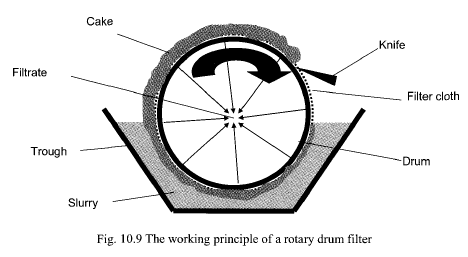 Cake
Knife
Filtrate
Filter cloth
Trough
Drum
Slurry
Fig. 10.9 The working principle of a rotary drum filter